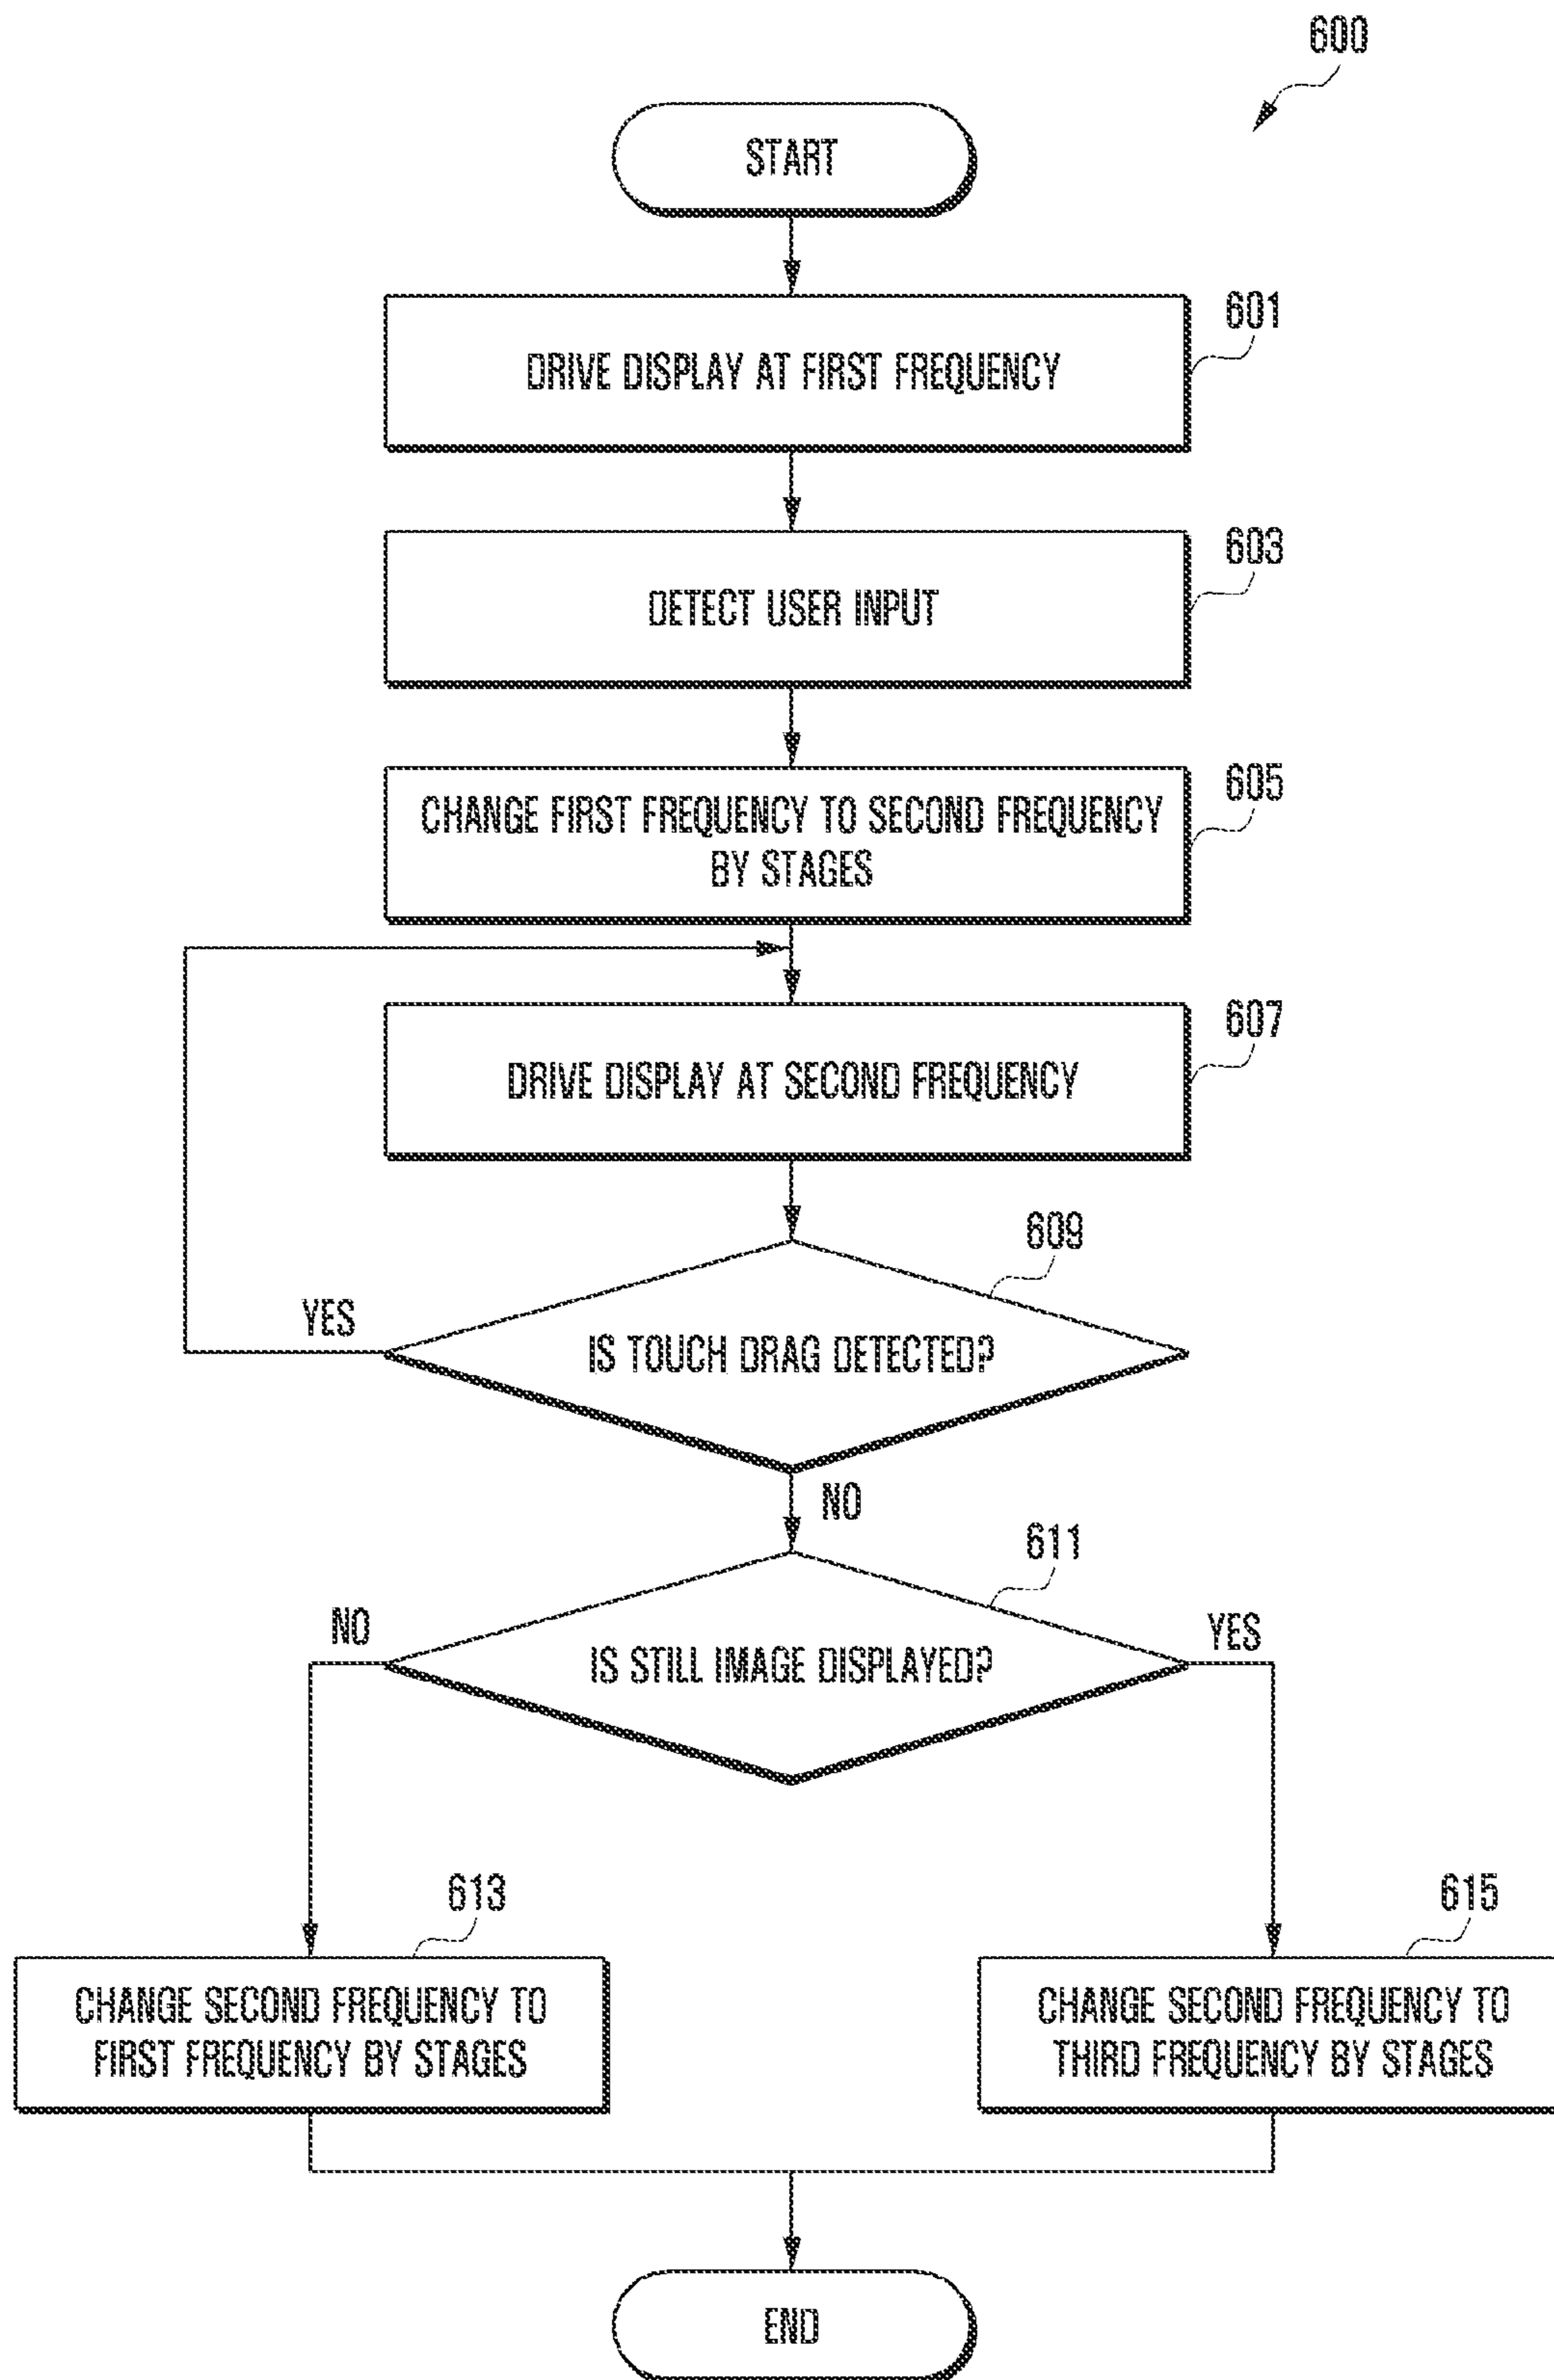 600
START
601
DRIVE DISPLAY AT FIRST FREQUENCY
603
DETECT USER INPUT
605
CHANGE FIRST FREQUENCY TO SECOND FREQUENCY
BY STAGES
607
DRIVE DISPLAY AT SECOND FREQUENCY
609
YES
IS TOUCH DRAG DETECTED?
NO
611
NO
YES
IS STILL IMAGE DISPLAYED?
613
615
CHANGE SECOND FREQUENCY TO
FIRST FREQUENCY BY STAGES
CHANGE SECOND FREQUENCY TO
THIRD FREQUENCY BY STAGES
END